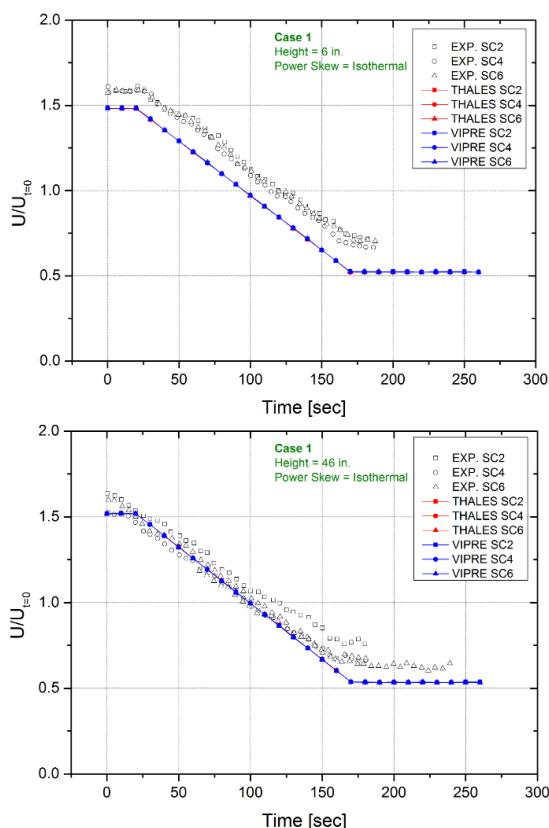 2.0
1.5
1.0
0.5
0.0
U/U_t=0
Case 1
Height = 6 in.
Power Skew = Isothermal
EXP. SC2
EXP. SC4
EXP. SC6
THALES SC2
THALES SC4
THALES SC6
VIPRE SC2
VIPRE SC4
VIPRE SC6
0 50 100 150 200 250 300
Time [sec]
2.0
1.5
1.0
0.5
0.0
U/U_t=0
Case 1
Height = 46 in.
Power Skew = Isothermal
EXP. SC2
EXP. SC4
EXP. SC6
THALES SC2
THALES SC4
THALES SC6
VIPRE SC2
VIPRE SC4
VIPRE SC6
0 50 100 150 200 250 300
Time [sec]